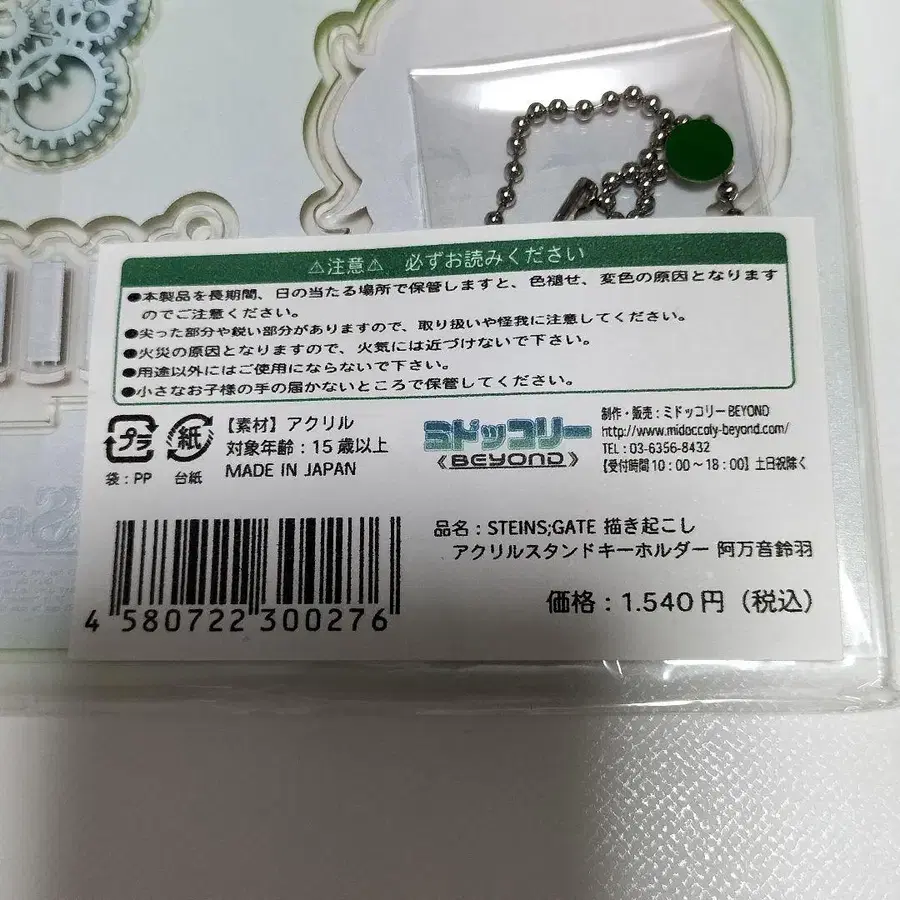 ⚠注意⚠ 必ずお読みください
●本製品を長期間、日の当たる場所で保管しますと、色褪せ、変色の原因となります
のでご注意ください。
●尖った部分や鋭い部分がありますので、取り扱いや怪我に注意してください。
●火災の原因となりますので、火気には近づけないで下さい。
●用途以外にはご使用にならないで下さい。
●小さなお子様の手の届かないところで保管してください。
プラ
袋：PP
紙
台紙
【素材】アクリル
対象年齢：15歳以上
MADE IN JAPAN
ミドッコリー
《BEYOND》
制作・販売：ミドッコリーBEYOND
http://www.midoccoly-beyond.com/
TEL：03-6356-8432
【受付時間10：00～18：00】土日祝除く
品名：STEINS;GATE 描き起こし
アクリルスタンドキーホルダー 阿万音鈴羽
価格：1.540円（税込）
4 580722 300276